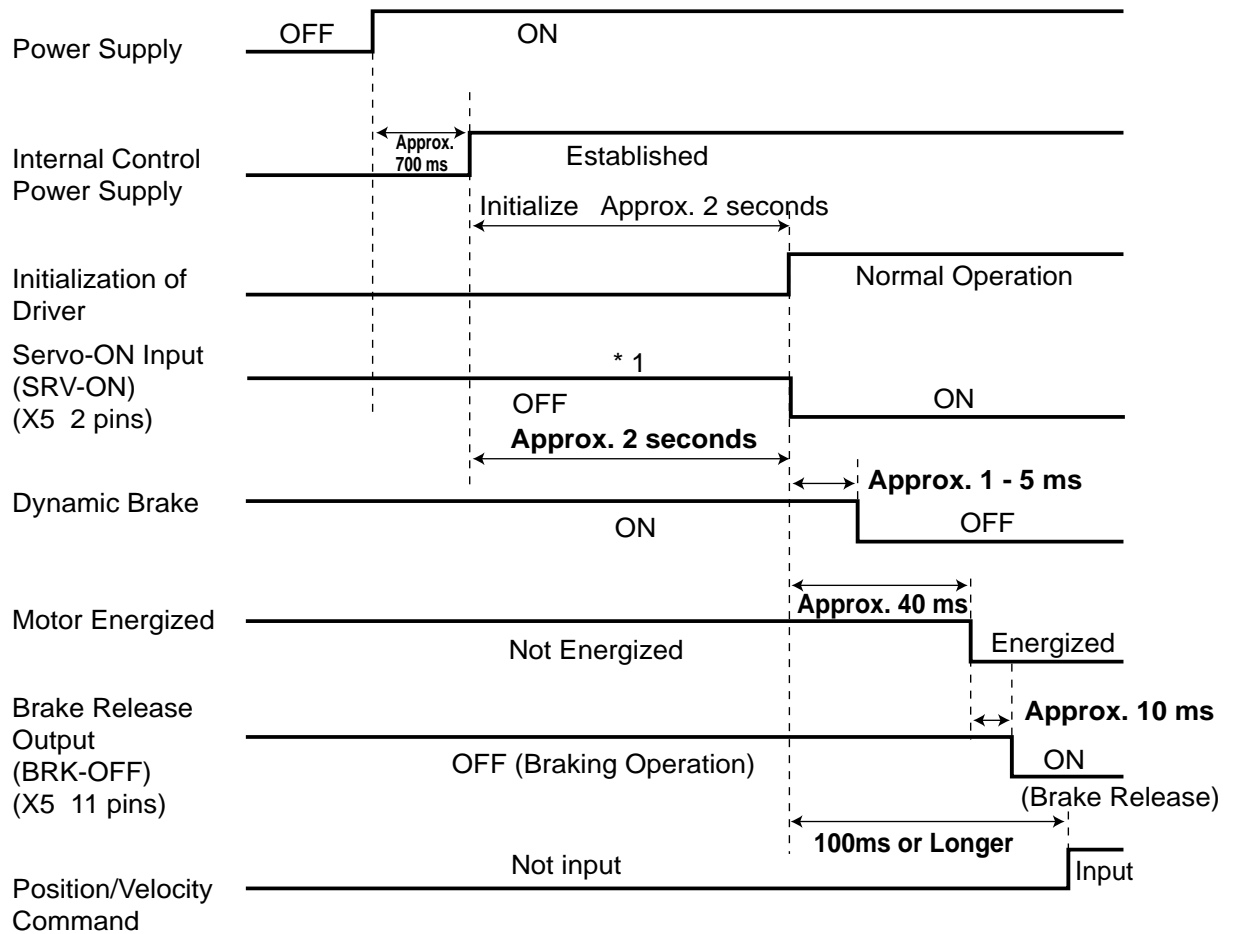 OFF
ON
Power Supply
Approx.
700 ms
Established
Internal Control
Power Supply
Initialize Approx. 2 seconds
Normal Operation
Initialization of
Driver
Servo-ON Input
(SRV-ON)
(X5 2 pins)
* 1
OFF
ON
Approx. 2 seconds
Approx. 1 - 5 ms
Dynamic Brake
ON
OFF
Approx. 40 ms
Motor Energized
Not Energized
Energized
Approx. 10 ms
Brake Release
Output
(BRK-OFF)
(X5 11 pins)
OFF (Braking Operation)
ON
(Brake Release)
100ms or Longer
Not input
Input
Position/Velocity
Command